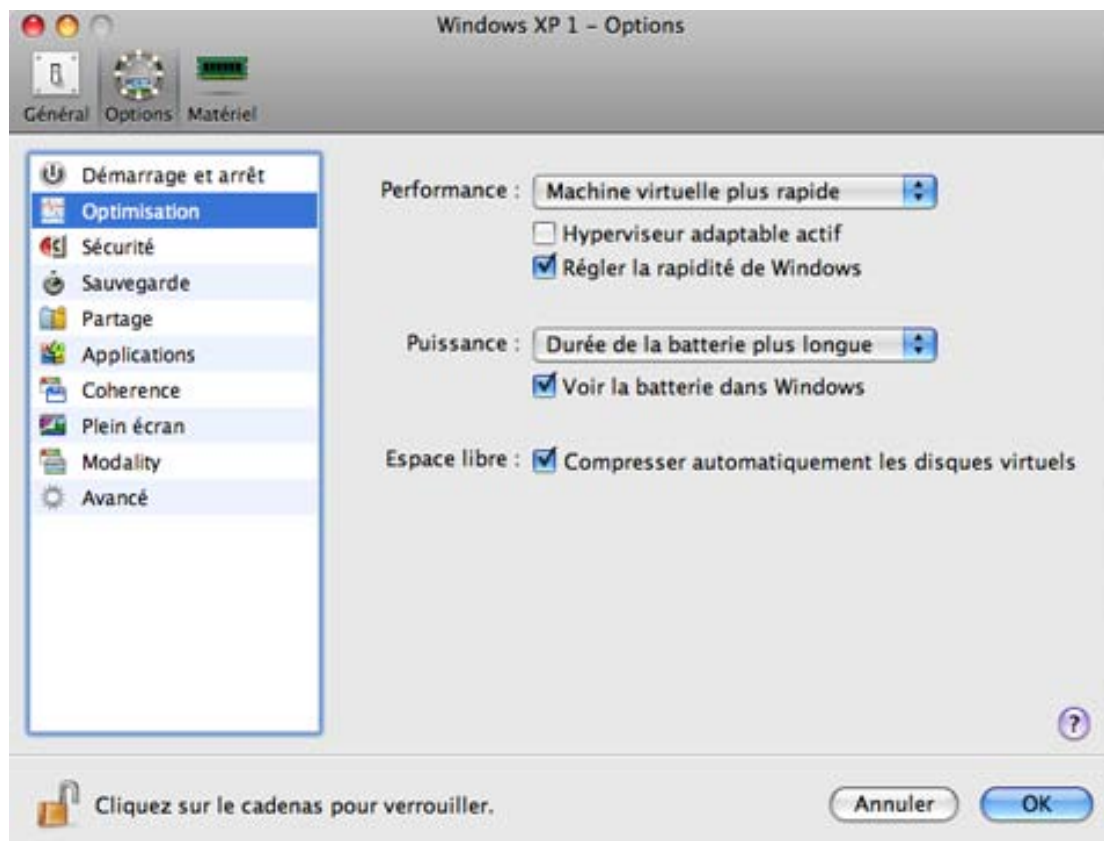 Windows XP 1 – Options
Général Options Matériel
Démarrage et arrêt
Optimisation
Sécurité
Sauvegarde
Partage
Applications
Coherence
Plein écran
Modality
Avancé
Performance : Machine virtuelle plus rapide
Hyperviseur adaptable actif
Régler la rapidité de Windows
Puissance : Durée de la batterie plus longue
Voir la batterie dans Windows
Espace libre : Compresser automatiquement les disques virtuels
?
Cliquez sur le cadenas pour verrouiller.
Annuler OK